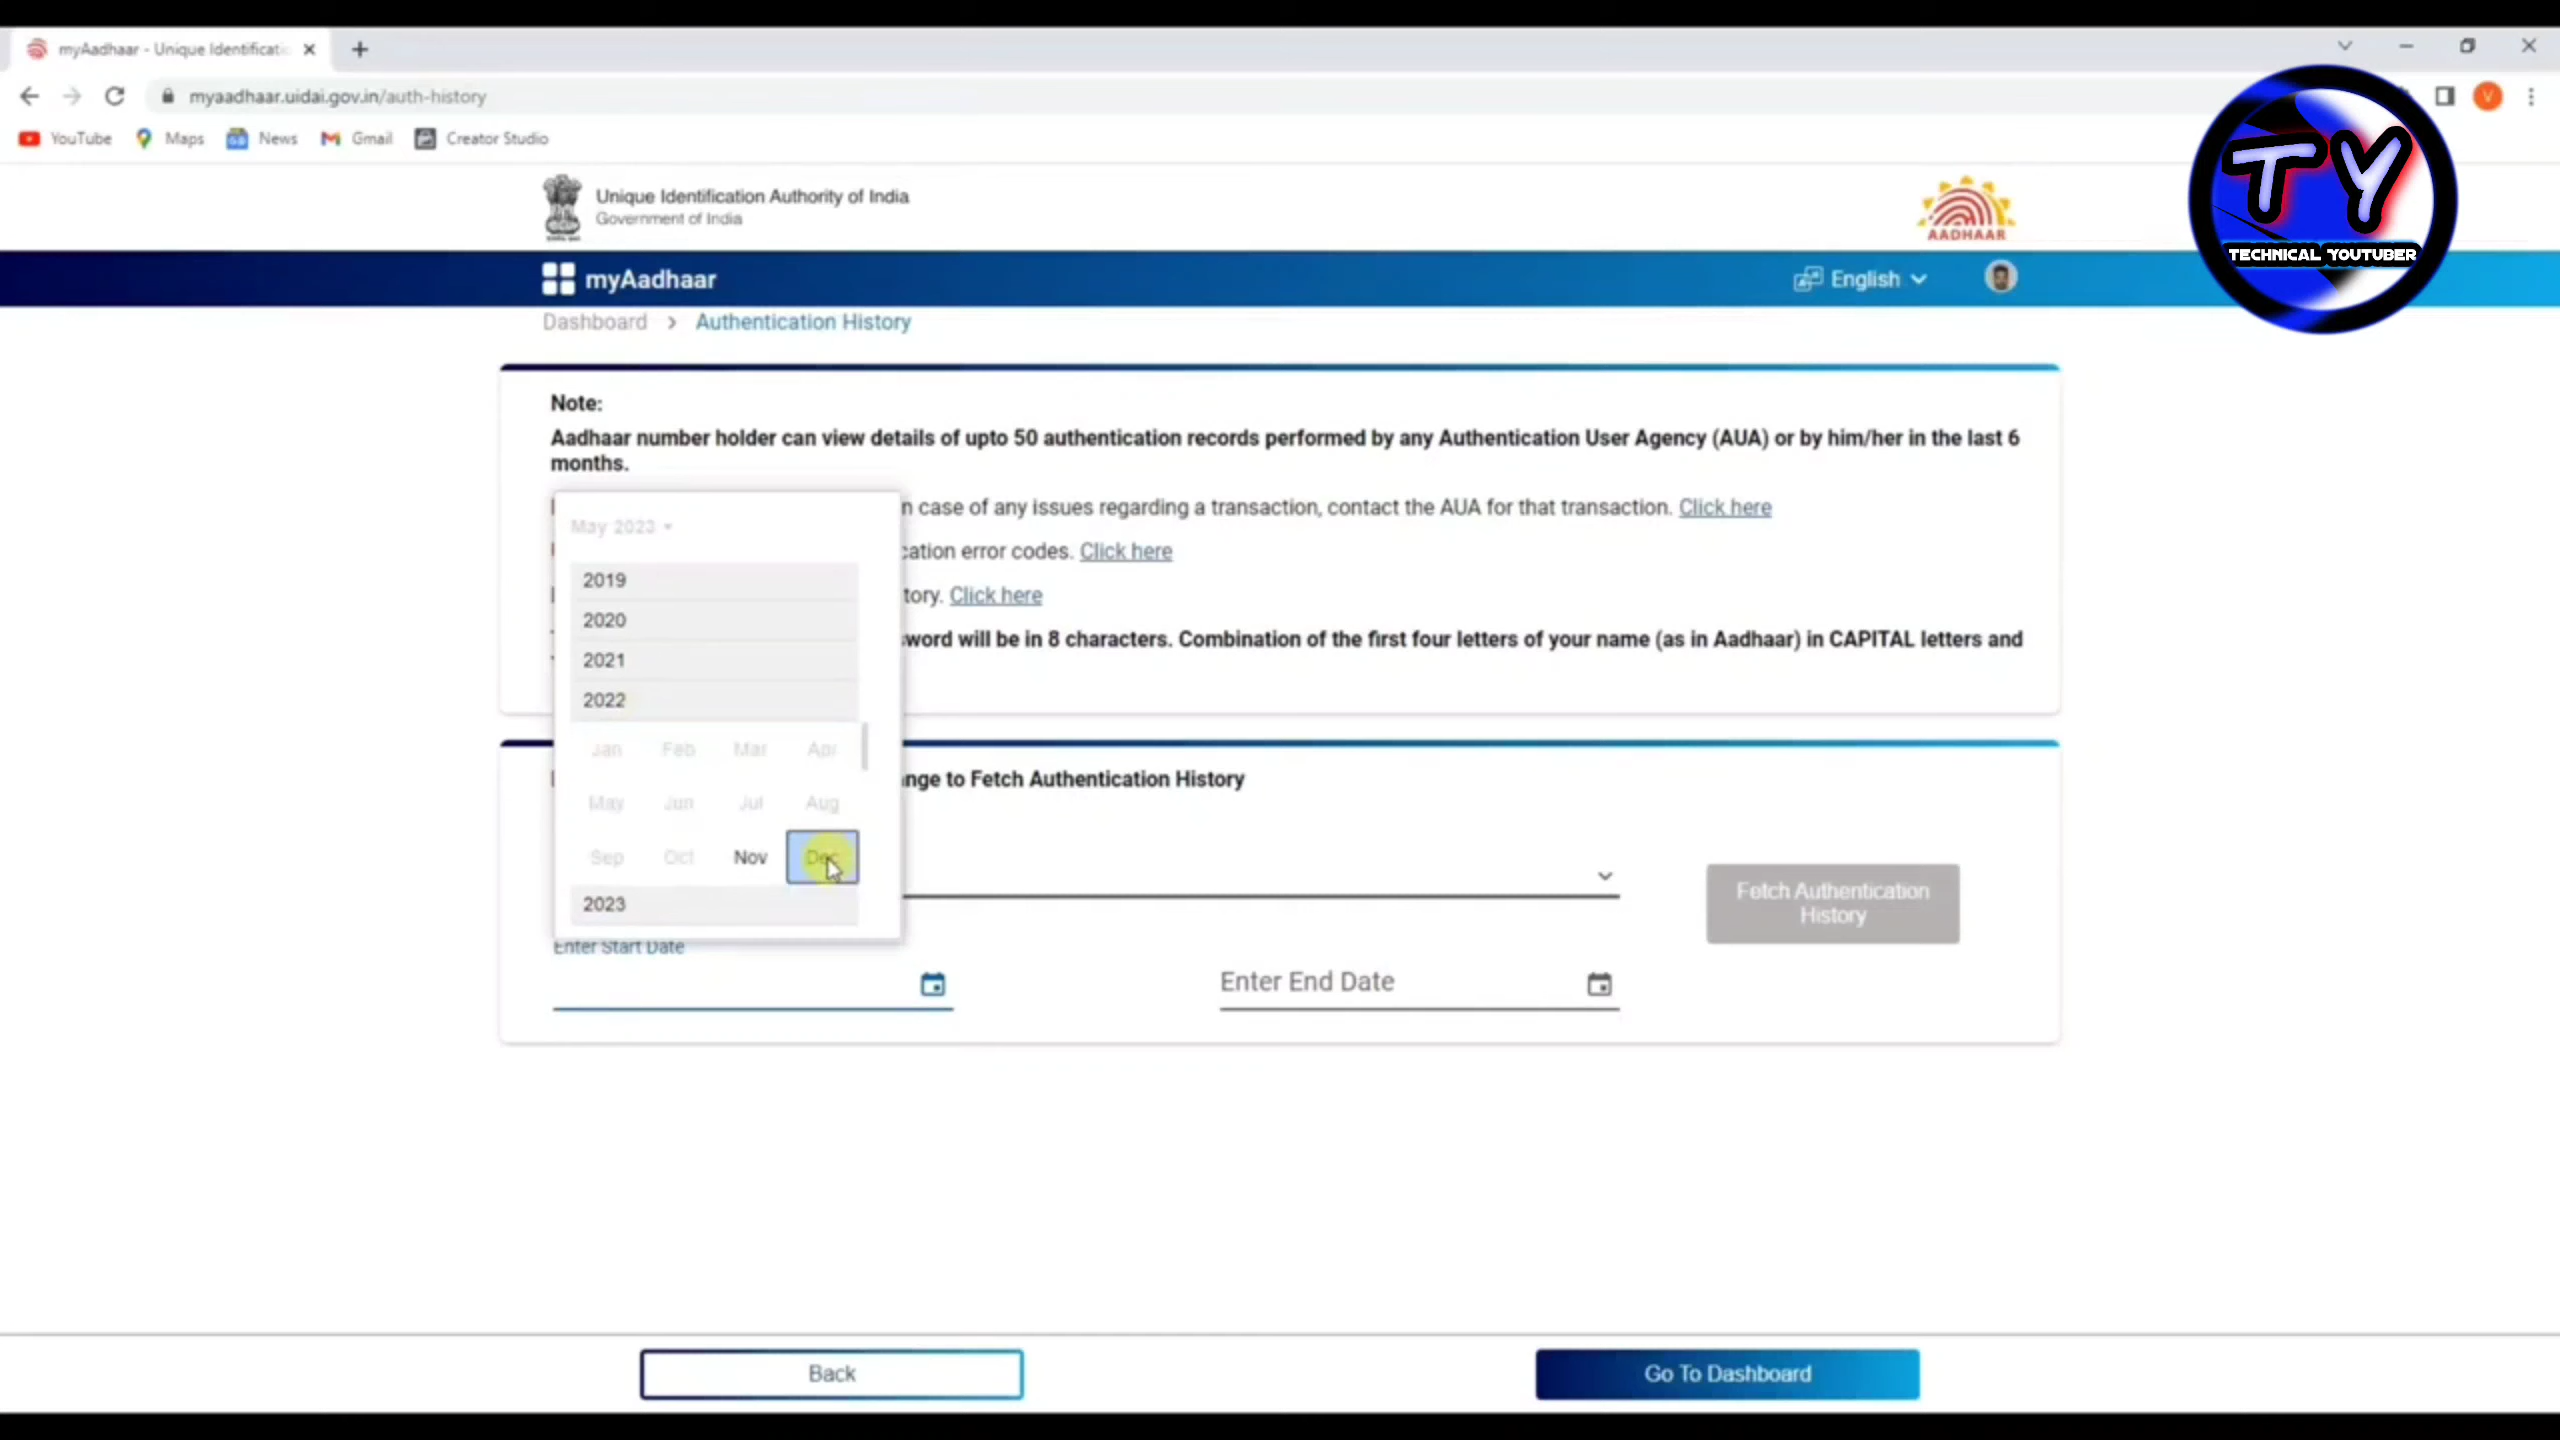 myAadhaar - Unique Identificati
myaadhaar.uidai.gov.in/auth-history
YouTube Maps News Gmail Creator Studio
TY
TECHNICAL YOUTUBER
Unique Identification Authority of India
Government of India
AADHAAR
myAadhaar
English
Dashboard > Authentication History
Note:
Aadhaar number holder can view details of upto 50 authentication records performed by any Authentication User Agency (AUA) or by him/her in the last 6
months.
n case of any issues regarding a transaction, contact the AUA for that transaction. Click here
cation error codes. Click here
tory. Click here
sword will be in 8 characters. Combination of the first four letters of your name (as in Aadhaar) in CAPITAL letters and
May 2023
2019
2020
2021
2022
Jan Feb Mar Apr
May Jun Jul Aug
Sep Oct Nov Dec
2023
nge to Fetch Authentication History
Fetch Authentication
History
Enter Start Date
Enter End Date
Back
Go To Dashboard